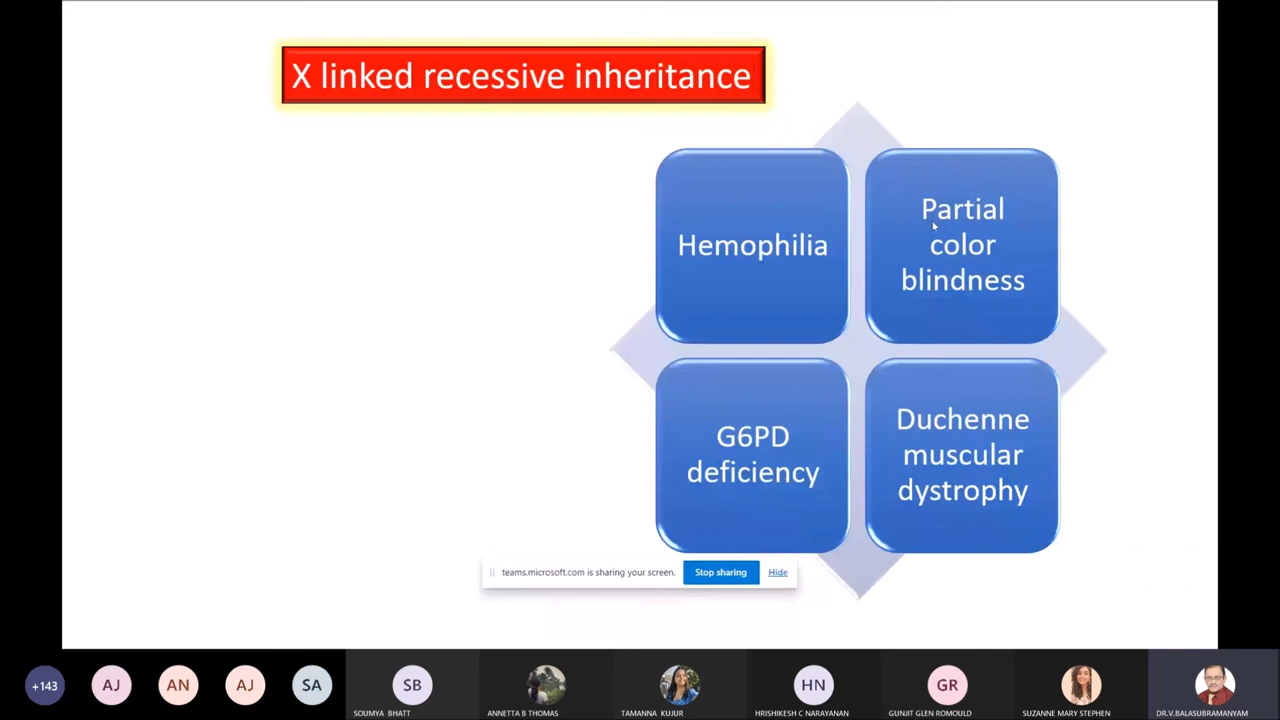 X linked recessive inheritance
Hemophilia
Partial
color
blindness
G6PD
deficiency
Duchenne
muscular
dystrophy
teams.microsoft.com is sharing your screen.
Stop sharing
Hide
+143
AJ
AN
AJ
SA
SB
HN
GR
SOUMYA BHATT
ANNETTA B THOMAS
TAMANNA KUJUR
HRISHIKESH C NARAYANAN
GUNJIT GLEN ROMOULD
SUZANNE MARY STEPHEN
DR.V.BALASUBRAMANYAM